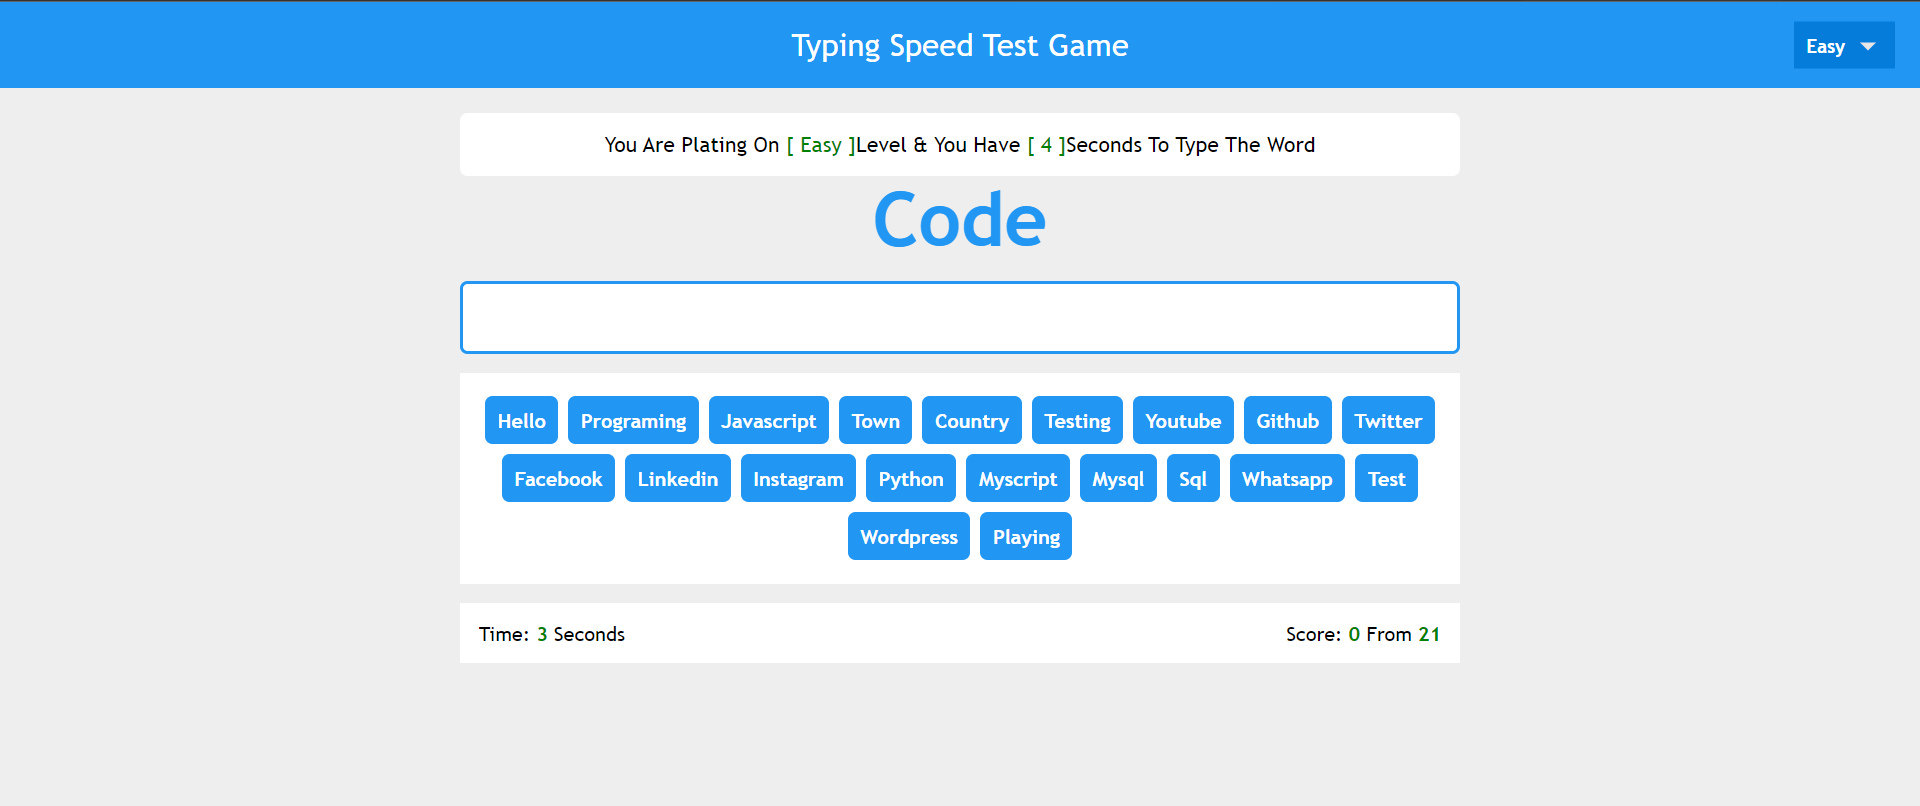 Typing Speed Test Game
Easy
You Are Plating On [ Easy ]Level & You Have [ 4 ]Seconds To Type The Word
Code
Hello Programing Javascript Town Country Testing Youtube Github Twitter
Facebook Linkedin Instagram Python Myscript Mysql Sql Whatsapp Test
Wordpress Playing
Time: 3 Seconds Score: 0 From 21